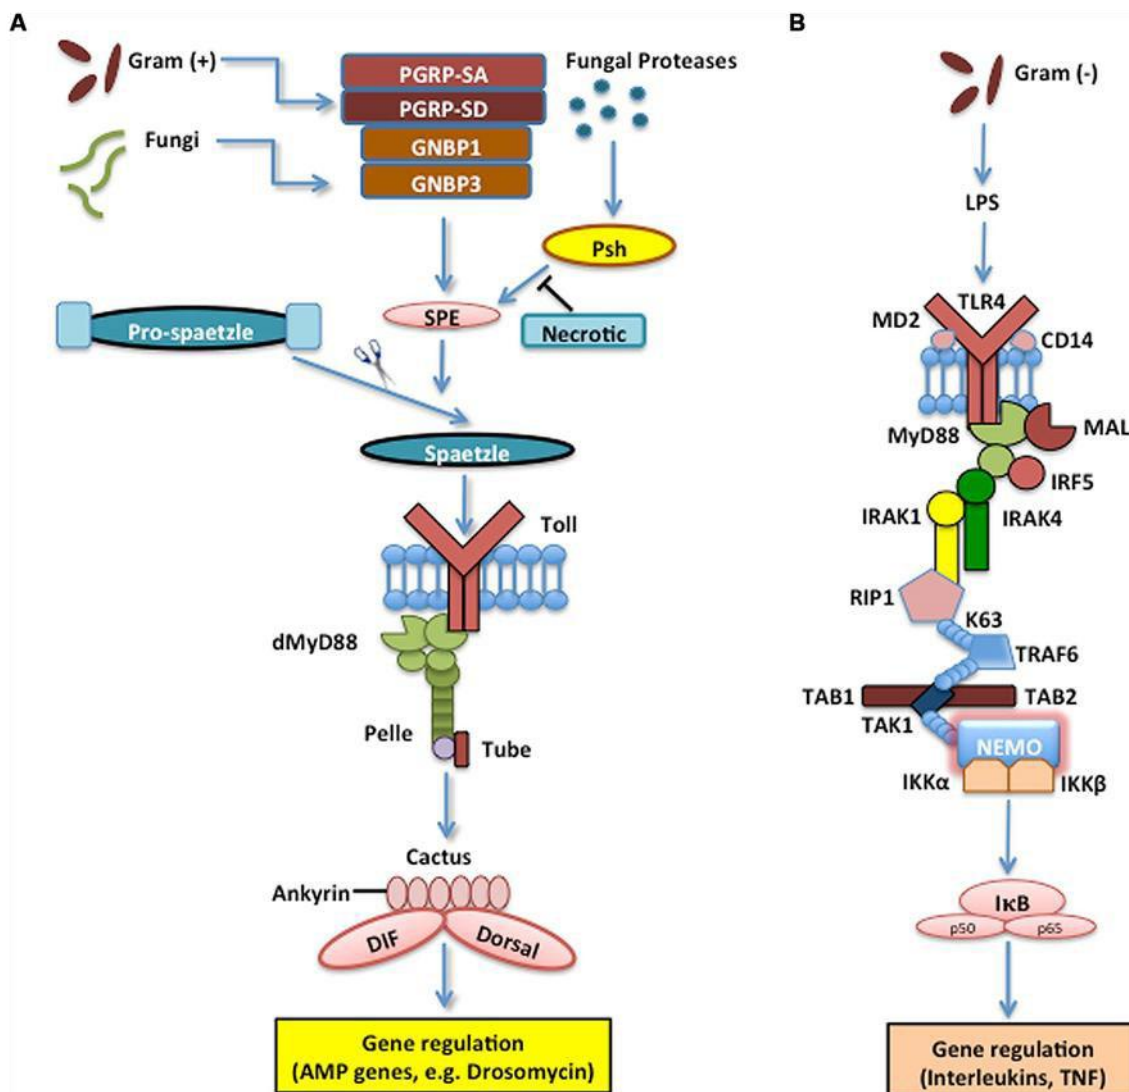 A
Gram (+)
PGRP-SA
PGRP-SD
GNBP1
GNBP3
Fungal Proteases
Fungi
Psh
SPE
Necrotic
Pro-spaetzle
Spaetzle
Toll
dMyD88
Pelle
Tube
Cactus
Ankyrin
DIF
Dorsal
Gene regulation
(AMP genes, e.g. Drosomycin)
B
Gram (-)
LPS
TLR4
MD2
CD14
MyD88
MAL
IRF5
IRAK1
IRAK4
RIP1
K63
TRAF6
TAB1
TAB2
TAK1
NEMO
IKKα
IKKβ
IκB
p50
p65
Gene regulation
(Interleukins, TNF)